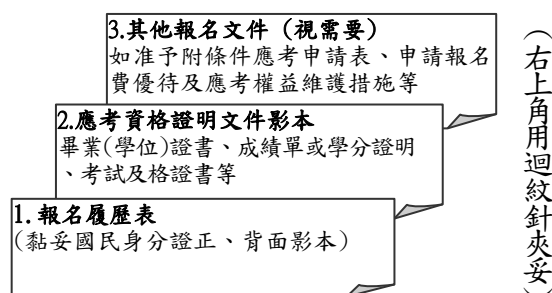 3.其他報名文件（視需要）
如准予附條件應考申請表、申請報名
費優待及應考權益維護措施等
2.應考資格證明文件影本
畢業(學位)證書、成績單或學分證明
、考試及格證書等
1.報名履歷表
(黏妥國民身分證正、背面影本)
（右上角用迴紋針夾妥）